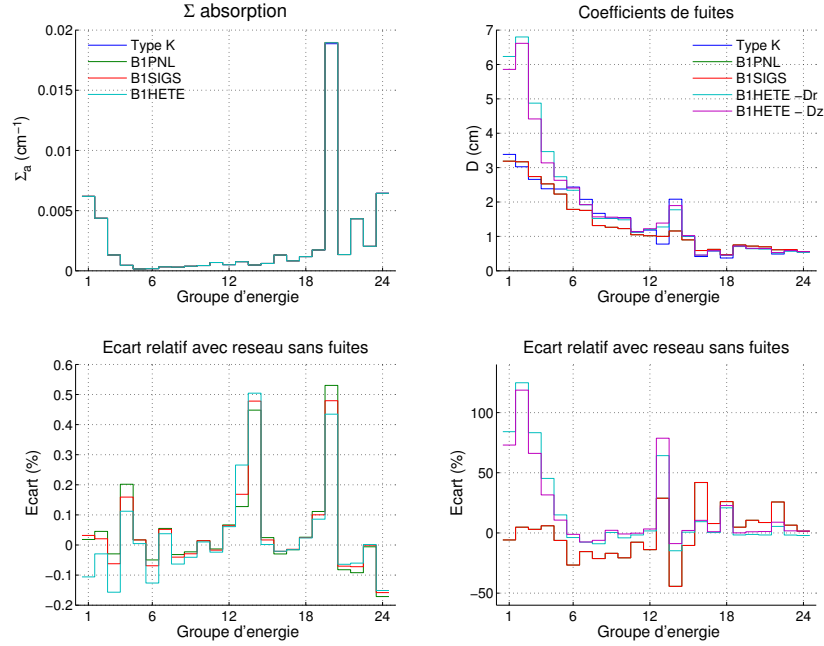 Σ absorption
0.02
0.015
0.01
0.005
0
Σa (cm−1)
Type K
B1PNL
B1SIGS
B1HETE
1 6 12 18 24
Groupe d'energie
Coefficients de fuites
7
6
5
4
3
2
1
0
D (cm)
Type K
B1PNL
B1SIGS
B1HETE −Dr
B1HETE − Dz
1 6 12 18 24
Groupe d'energie
Ecart relatif avec reseau sans fuites
0.6
0.5
0.4
0.3
0.2
0.1
0
−0.1
−0.2
Ecart (%)
1 6 12 18 24
Groupe d'energie
Ecart relatif avec reseau sans fuites
100
50
0
−50
Ecart (%)
1 6 12 18 24
Groupe d'energie